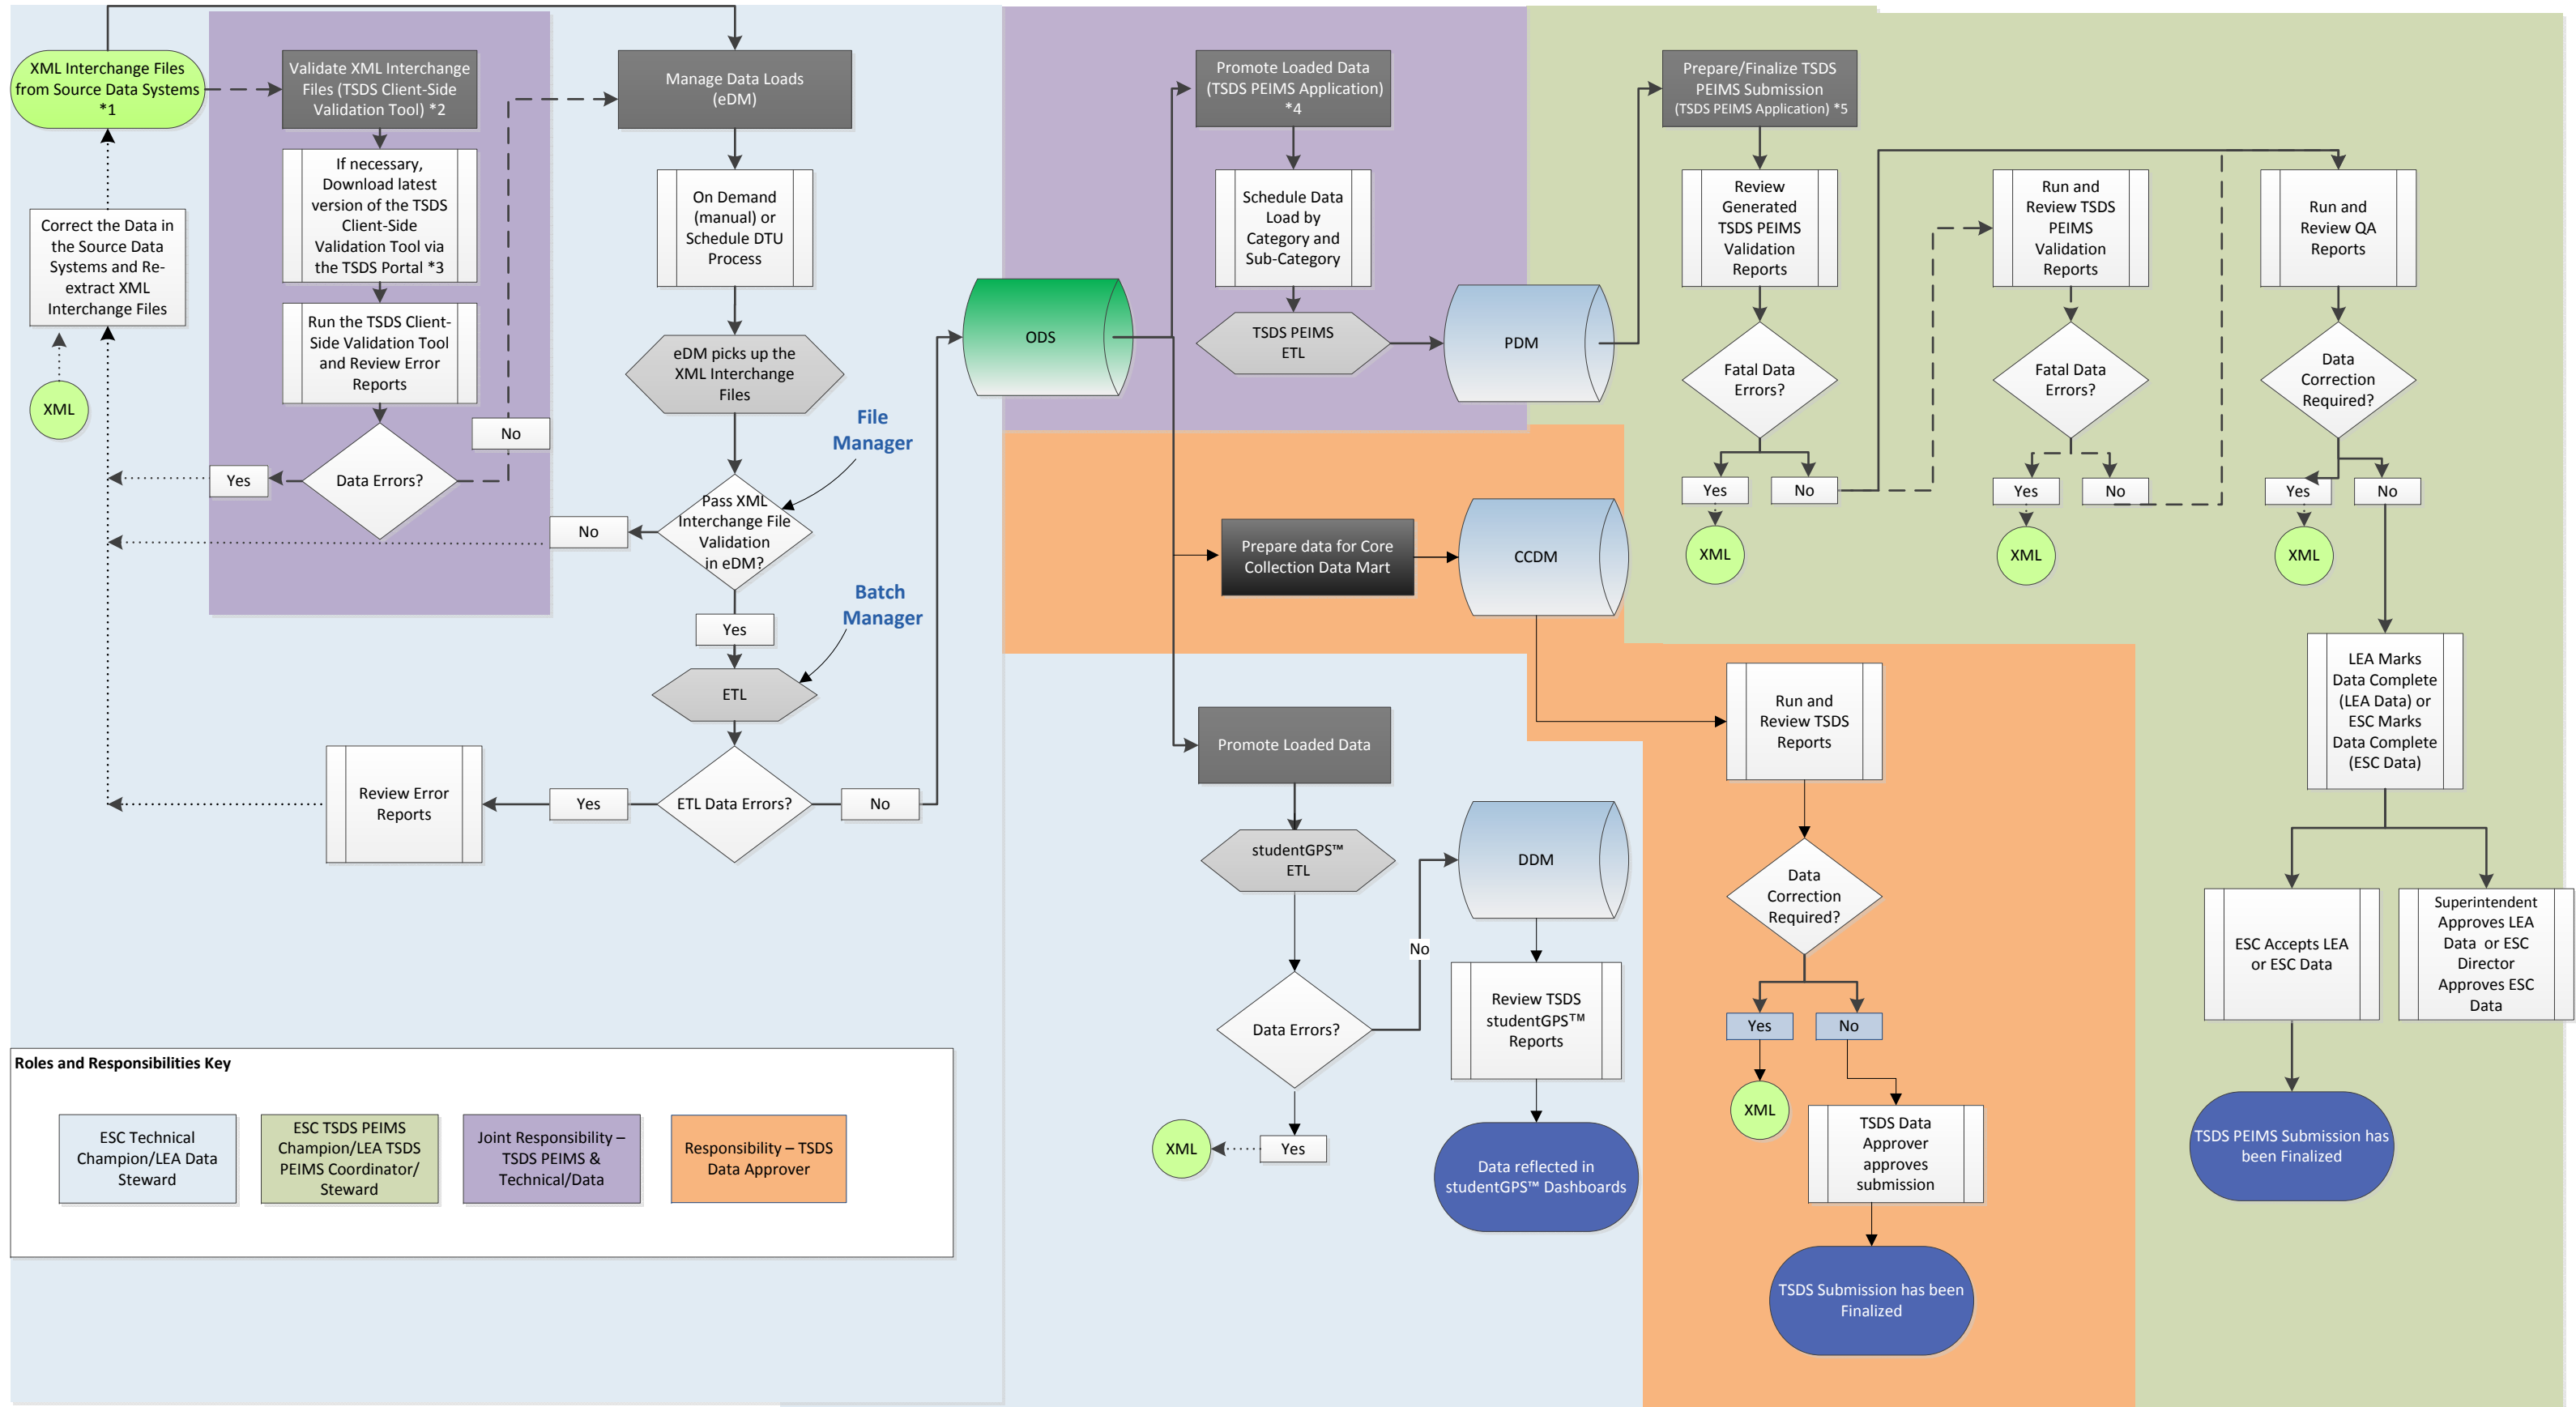 XML Interchange Files
from Source Data Systems
*1
Validate XML Interchange
Files (TSDS Client-Side
Validation Tool) *2
If necessary,
Download latest
version of the TSDS
Client-Side
Validation Tool via
the TSDS Portal *3
Run the TSDS Client-
Side Validation Tool
and Review Error
Reports
Data Errors?
Yes
No
Correct the Data in
the Source Data
Systems and Re-
extract XML
Interchange Files
XML
Manage Data Loads
(eDM)
On Demand
(manual) or
Schedule DTU
Process
eDM picks up the
XML Interchange
Files
File
Manager
Pass XML
Interchange File
Validation
in eDM?
No
Yes
Batch
Manager
ETL
ETL Data Errors?
Yes
No
Review Error
Reports
ODS
Promote Loaded Data
(TSDS PEIMS Application)
*4
Schedule Data
Load by
Category and
Sub-Category
TSDS PEIMS
ETL
PDM
Prepare data for Core
Collection Data Mart
CCDM
Promote Loaded Data
studentGPS™
ETL
Data Errors?
No
Yes
XML
DDM
Review TSDS
studentGPS™
Reports
Data reflected in
studentGPS™ Dashboards
Prepare/Finalize TSDS
PEIMS Submission
(TSDS PEIMS Application) *5
Review
Generated
TSDS PEIMS
Validation
Reports
Fatal Data
Errors?
Yes
No
XML
Run and
Review TSDS
PEIMS
Validation
Reports
Fatal Data
Errors?
Yes
No
XML
Run and
Review QA
Reports
Data
Correction
Required?
Yes
No
XML
LEA Marks
Data Complete
(LEA Data) or
ESC Marks
Data Complete
(ESC Data)
ESC Accepts LEA
or ESC Data
Superintendent
Approves LEA
Data or ESC
Director
Approves ESC
Data
TSDS PEIMS Submission has
been Finalized
Run and
Review TSDS
Reports
Data
Correction
Required?
Yes
No
XML
TSDS Data
Approver
approves
submission
TSDS Submission has been
Finalized
Roles and Responsibilities Key
ESC Technical
Champion/LEA Data
Steward
ESC TSDS PEIMS
Champion/LEA TSDS
PEIMS Coordinator/
Steward
Joint Responsibility –
TSDS PEIMS &
Technical/Data
Responsibility – TSDS
Data Approver